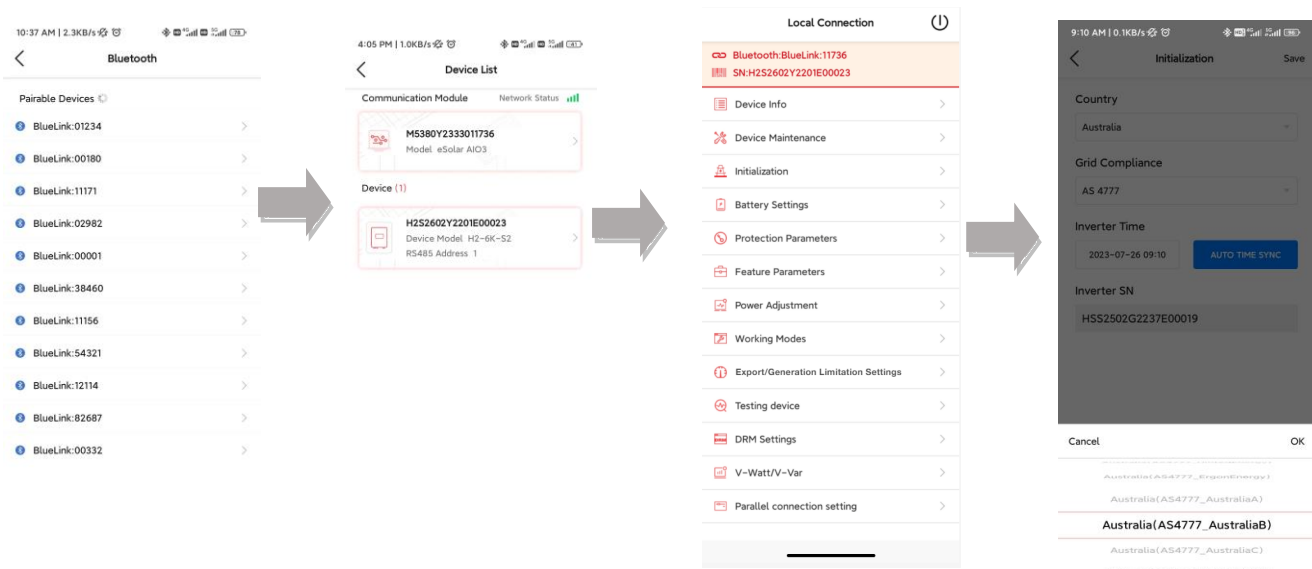 10:37 AM | 2.3KB/s
Bluetooth
Pairable Devices
BlueLink:01234
BlueLink:00180
BlueLink:11171
BlueLink:02982
BlueLink:00001
BlueLink:38460
BlueLink:11156
BlueLink:54321
BlueLink:12114
BlueLink:82687
BlueLink:00332
4:05 PM | 1.0KB/s
Device List
Communication Module Network Status
M5380Y2333011736
Model eSolar AIO3
Device (1)
H2S2602Y2201E00023
Device Model H2-6K-S2
RS485 Address 1
Local Connection
Bluetooth:BlueLink:11736
SN:H2S2602Y2201E00023
Device Info
Device Maintenance
Initialization
Battery Settings
Protection Parameters
Feature Parameters
Power Adjustment
Working Modes
Export/Generation Limitation Settings
Testing device
DRM Settings
V-Watt/V-Var
Parallel connection setting
9:10 AM | 0.1KB/s
Initialization Save
Country
Australia
Grid Compliance
AS 4777
Inverter Time
2023-07-26 09:10 AUTO TIME SYNC
Inverter SN
HSS2502G2237E00019
Cancel OK
Australia(AS4777_ErgonEnergy)
Australia(AS4777_AustraliaA)
Australia(AS4777_AustraliaB)
Australia(AS4777_AustraliaC)